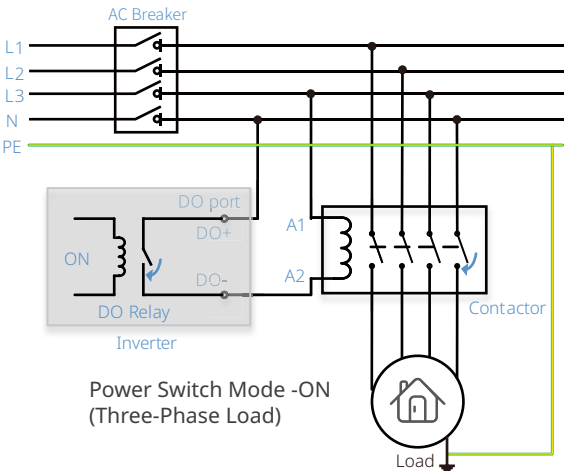 AC Breaker
L1
L2
L3
N
PE
DO port
DO+
A1
ON
DO-
A2
DO Relay
Contactor
Inverter
Power Switch Mode -ON
(Three-Phase Load)
Load